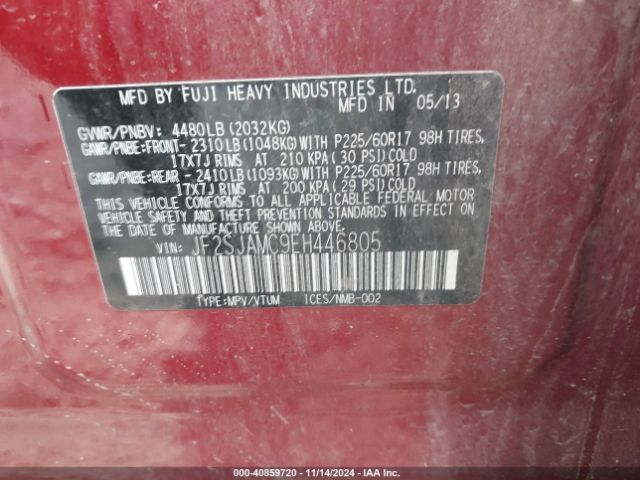 MFD BY FUJI HEAVY INDUSTRIES LTD.
MFD IN 05/13
GVWR/PNBV: 4480LB(2032KG)
GAWR/PNBE:FRONT- 2310LB(1048KG)WITH P225/60R17 98H TIRES,
17X7J RIMS AT 210 KPA(30 PSI)COLD
GAWR/PNBE:REAR - 2410LB(1093KG)WITH P225/60R17 98H TIRES,
17X7J RIMS AT 200 KPA(29 PSI)COLD
THIS VEHICLE CONFORMS TO ALL APPLICABLE FEDERAL MOTOR
VEHICLE SAFETY AND THEFT PREVENTION STANDARDS IN EFFECT ON
THE DATE OF MANUFACTURE SHOWN ABOVE.
VIN: JF2SJAMC9EH446805
TYPE:MPV/VTUM ICES/NMB-002
000-40859720 - 11/14/2024 - IAA Inc.